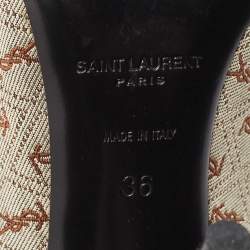 SAINT LAURENT
PARIS
MADE IN ITALY
36